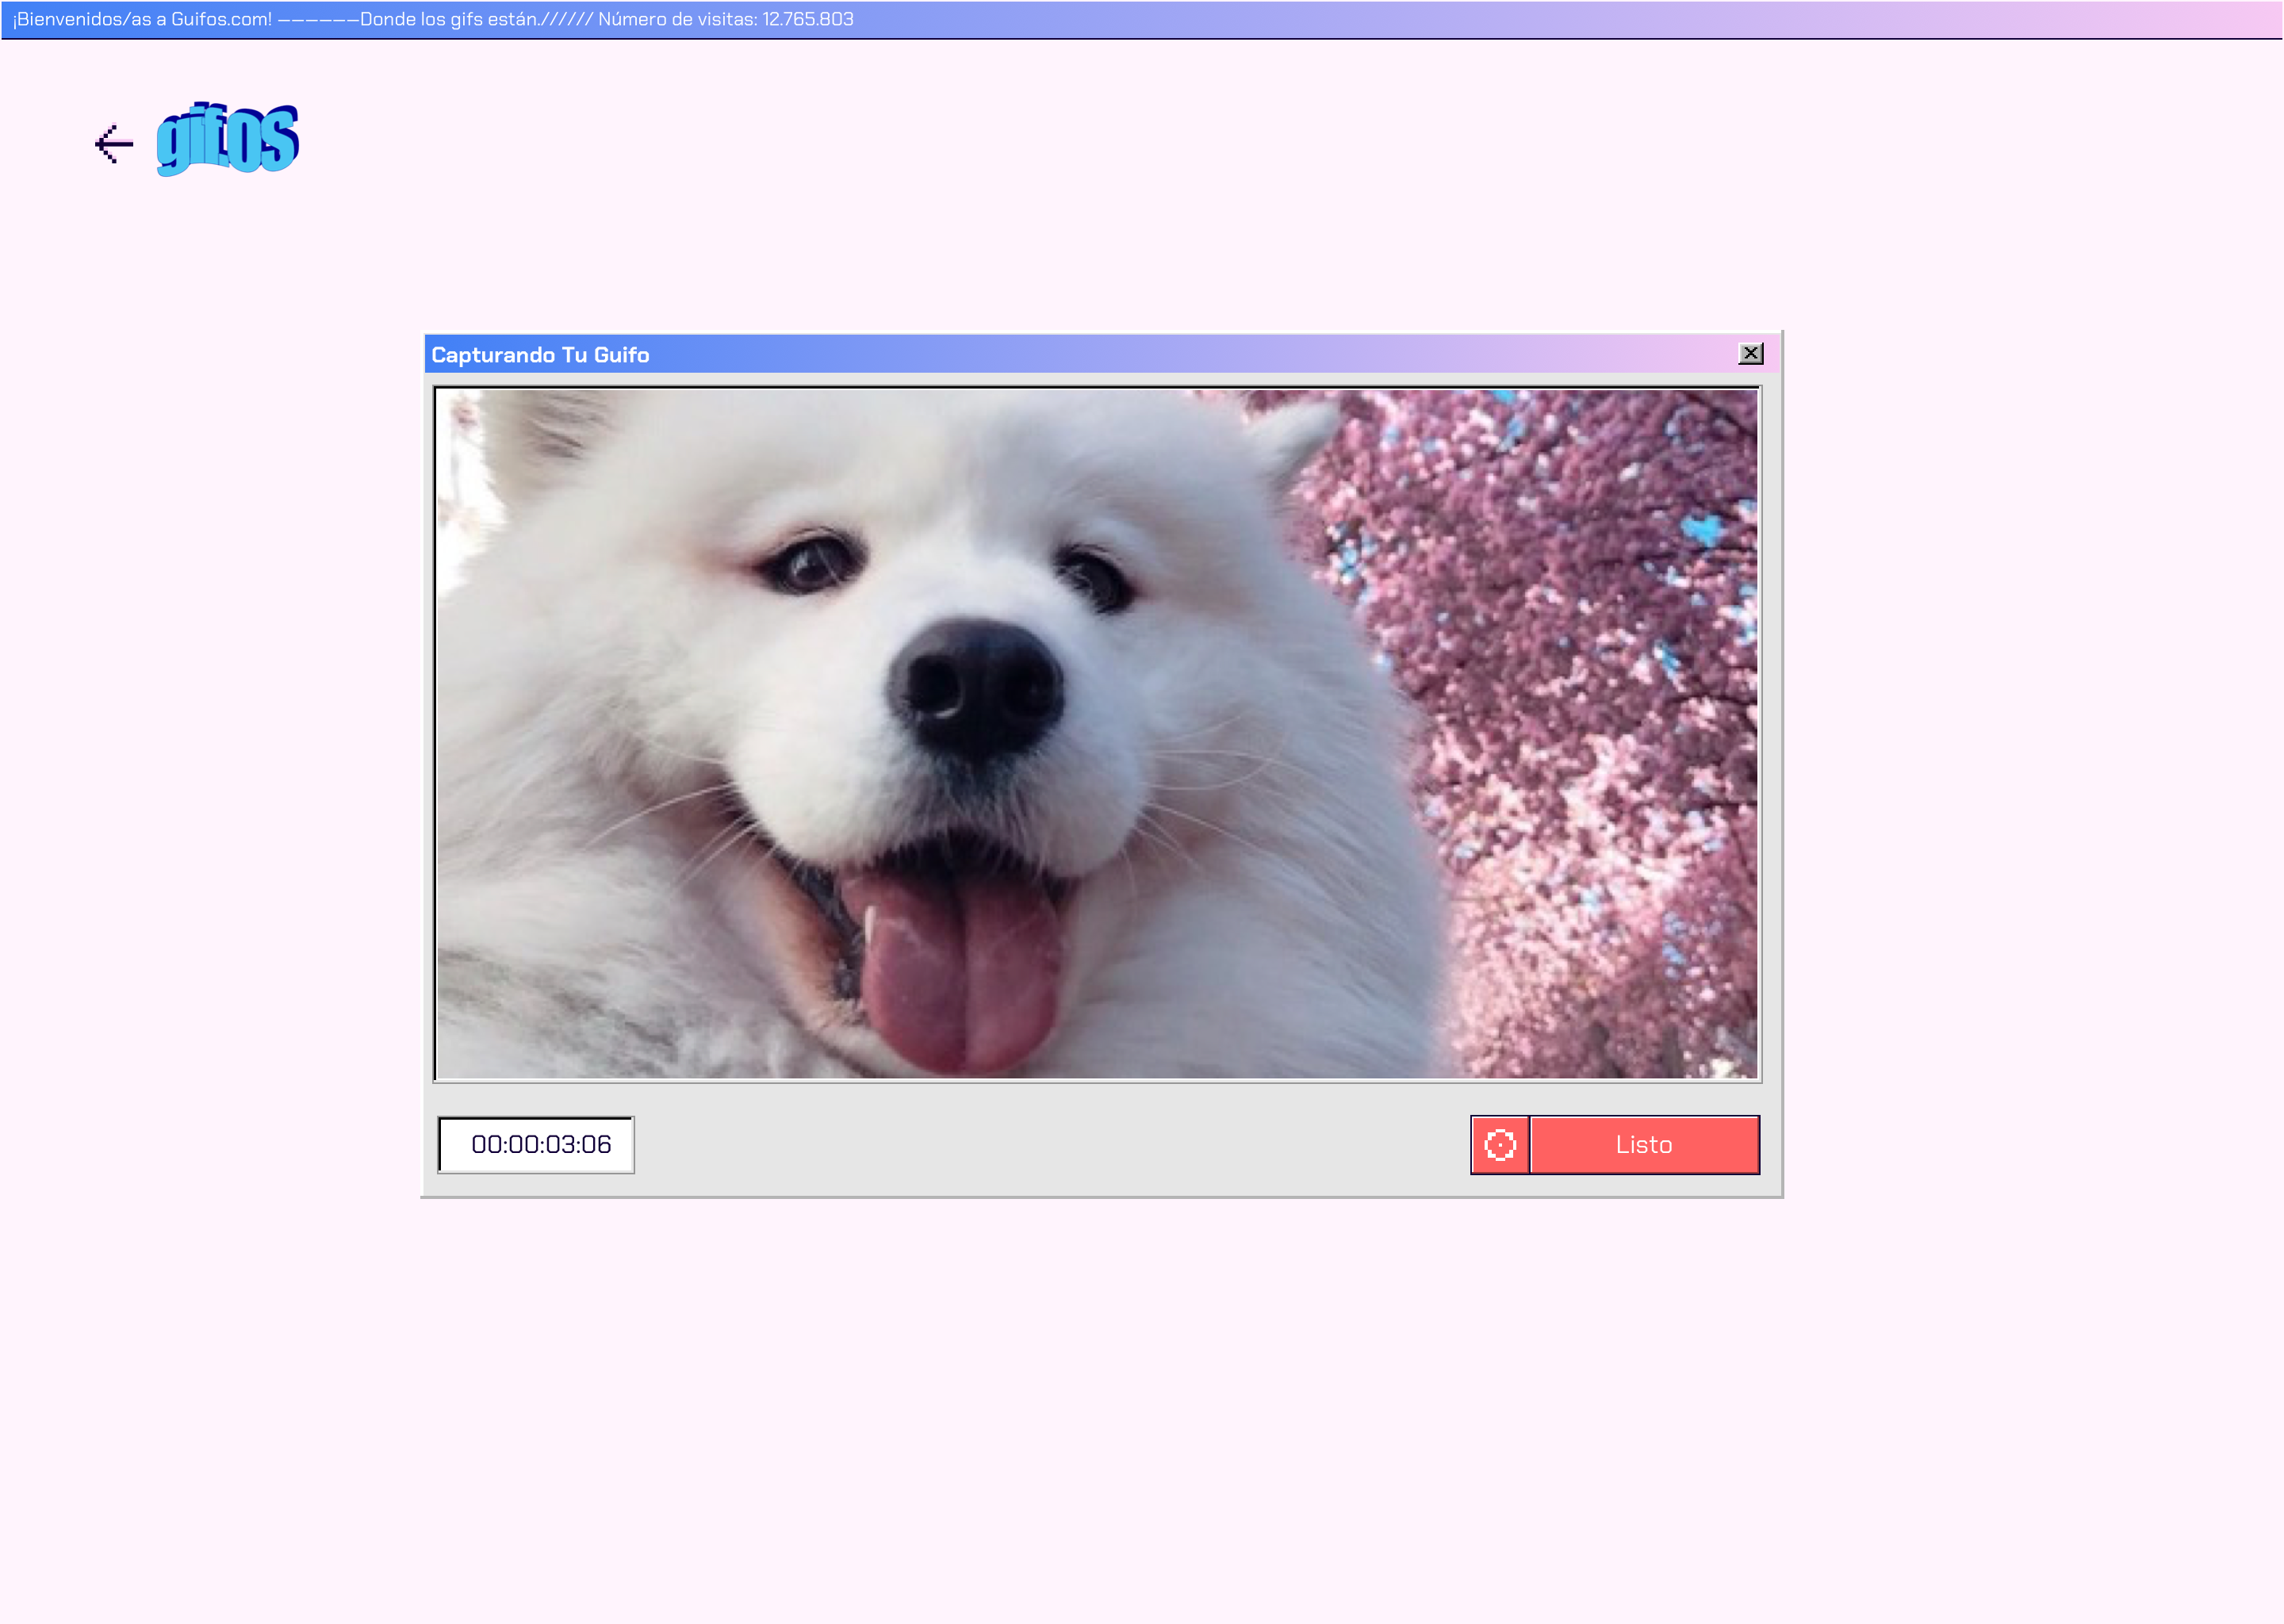 ¡Bienvenidos/as a Guifos.com! ——————Donde los gifs están.////// Número de visitas: 12.765.803
gifos
Capturando Tu Guifo
00:00:03:06
Listo